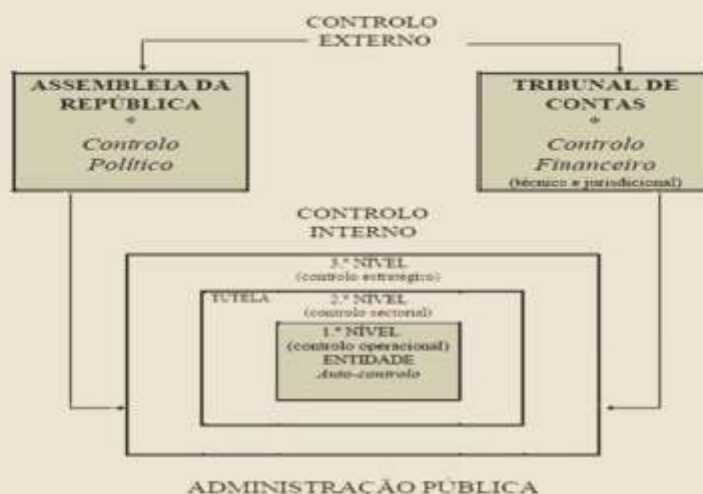 CONTROLO
EXTERNO
ASSEMBLEIA DA
REPÚBLICA
*
Controlo
Político
TRIBUNAL DE
CONTAS
*
Controlo
Financeiro
(técnico e jurisdicional)
CONTROLO
INTERNO
3.º NÍVEL
(controlo estratégico)
TUTELA
2.º NÍVEL
(controlo sectorial)
1.º NÍVEL
(controlo operacional)
ENTIDADE
Auto-controlo
ADMINISTRAÇÃO PÚBLICA